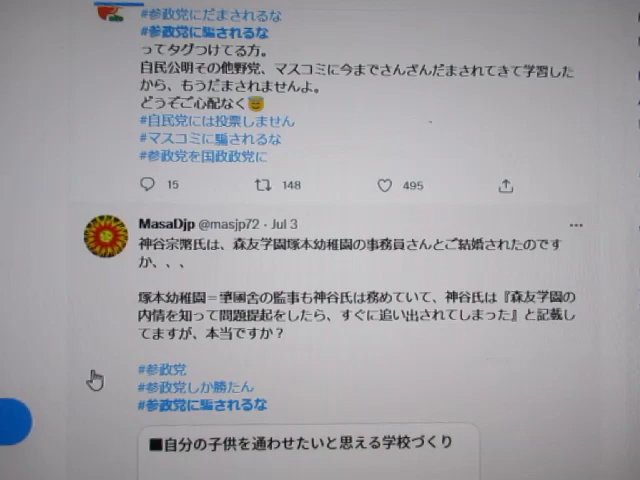 #参政党にだまされるな
#参政党に騙されるな
ってタグつけてる方。
自民公明その他野党、マスコミに今までさんざんだまされてきて学習した
から、もうだまされませんよ。
どうぞご心配なく😇
#自民党には投票しません
#マスコミに騙されるな
#参政党を国政政党に
15 148 495
MasaDjp @masjp72 · Jul 3 ···
神谷宗幣氏は、森友学園塚本幼稚園の事務員さんとご結婚されたのです
か、、、
塚本幼稚園＝肇國舎の監事も神谷氏は務めていて、神谷氏は『森友学園の
内情を知って問題提起をしたら、すぐに追い出されてしまった』と記載し
てますが、本当ですか？
#参政党
#参政党しか勝たん
#参政党に騙されるな
■自分の子供を通わせたいと思える学校づくり